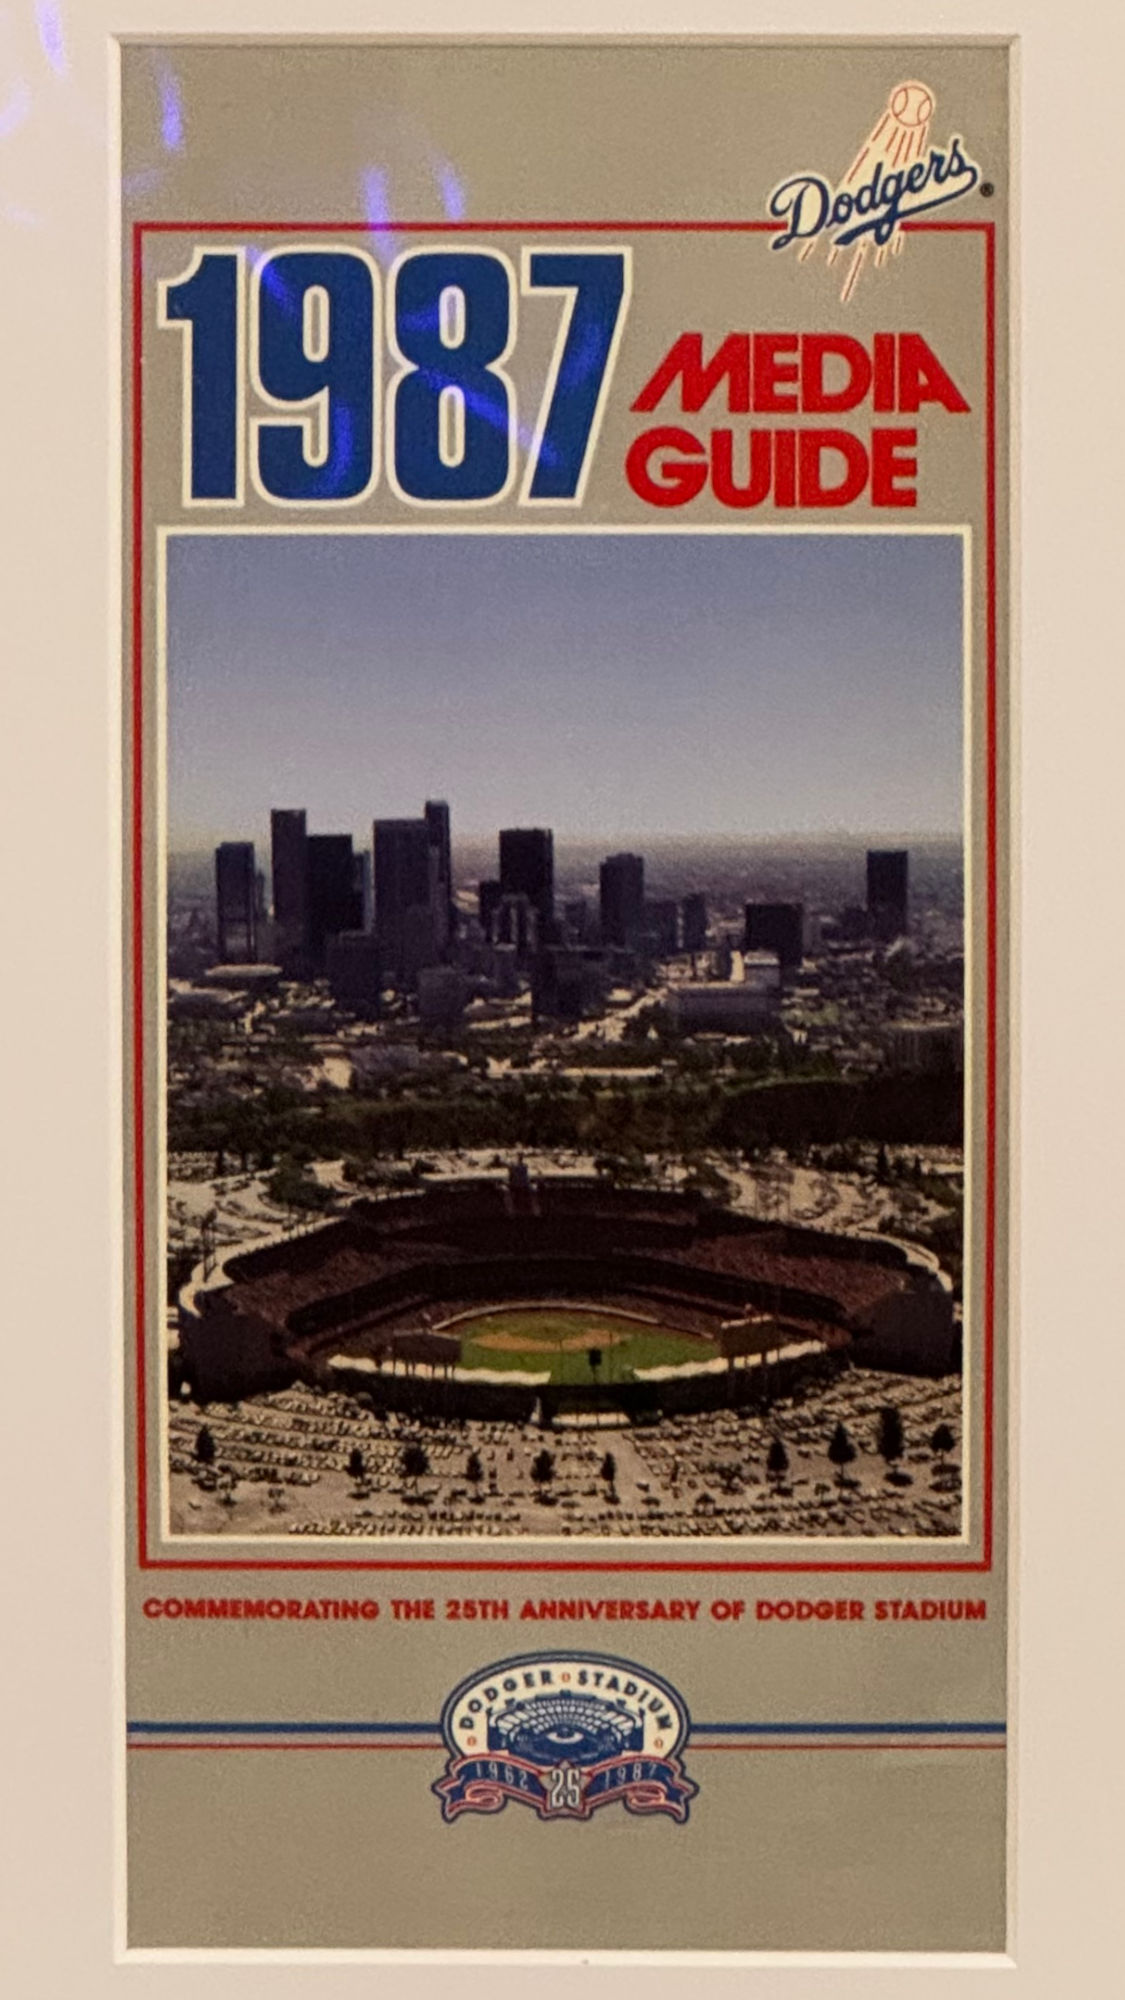 Dodgers®
1987
MEDIA
GUIDE
COMMEMORATING THE 25TH ANNIVERSARY OF DODGER STADIUM
DODGER STADIUM
1962 25 1987